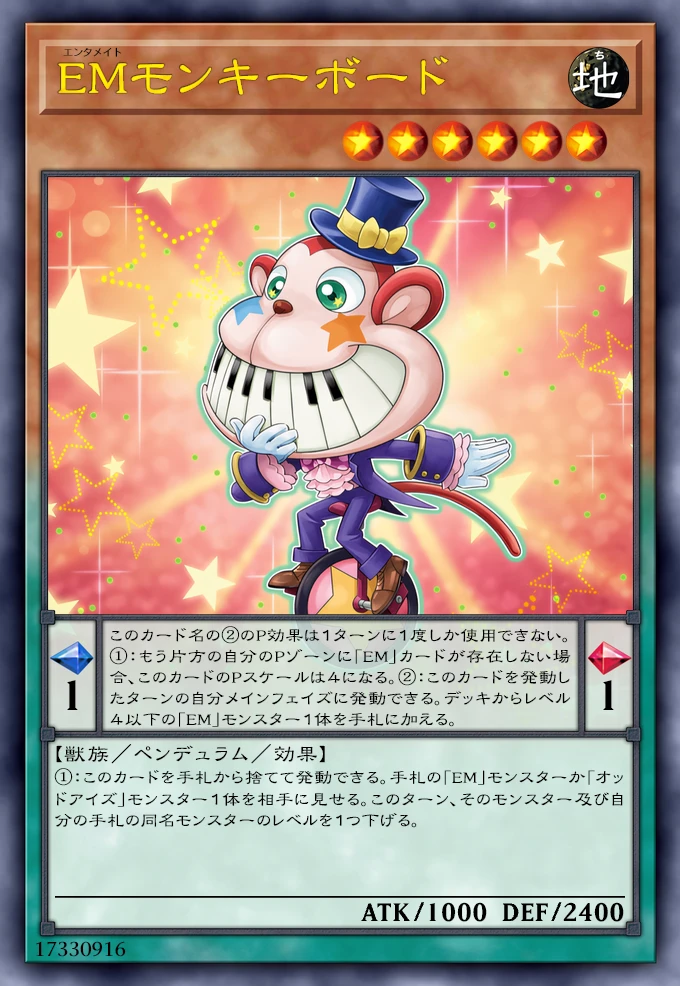 エンタメイト
EMモンキーボード
ち
地
このカード名の②のP効果は1ターンに1度しか使用できない。
①：もう片方の自分のPゾーンに「EM」カードが存在しない場
合、このカードのPスケールは4になる。②：このカードを発動し
たターンの自分メインフェイズに発動できる。デッキからレベル
4以下の「EM」モンスター1体を手札に加える。
1
1
【獣族／ペンデュラム／効果】
①：このカードを手札から捨てて発動できる。手札の「EM」モンスターか「オッ
ドアイズ」モンスター1体を相手に見せる。このターン、そのモンスター及び自
分の手札の同名モンスターのレベルを1つ下げる。
ATK/1000 DEF/2400
17330916